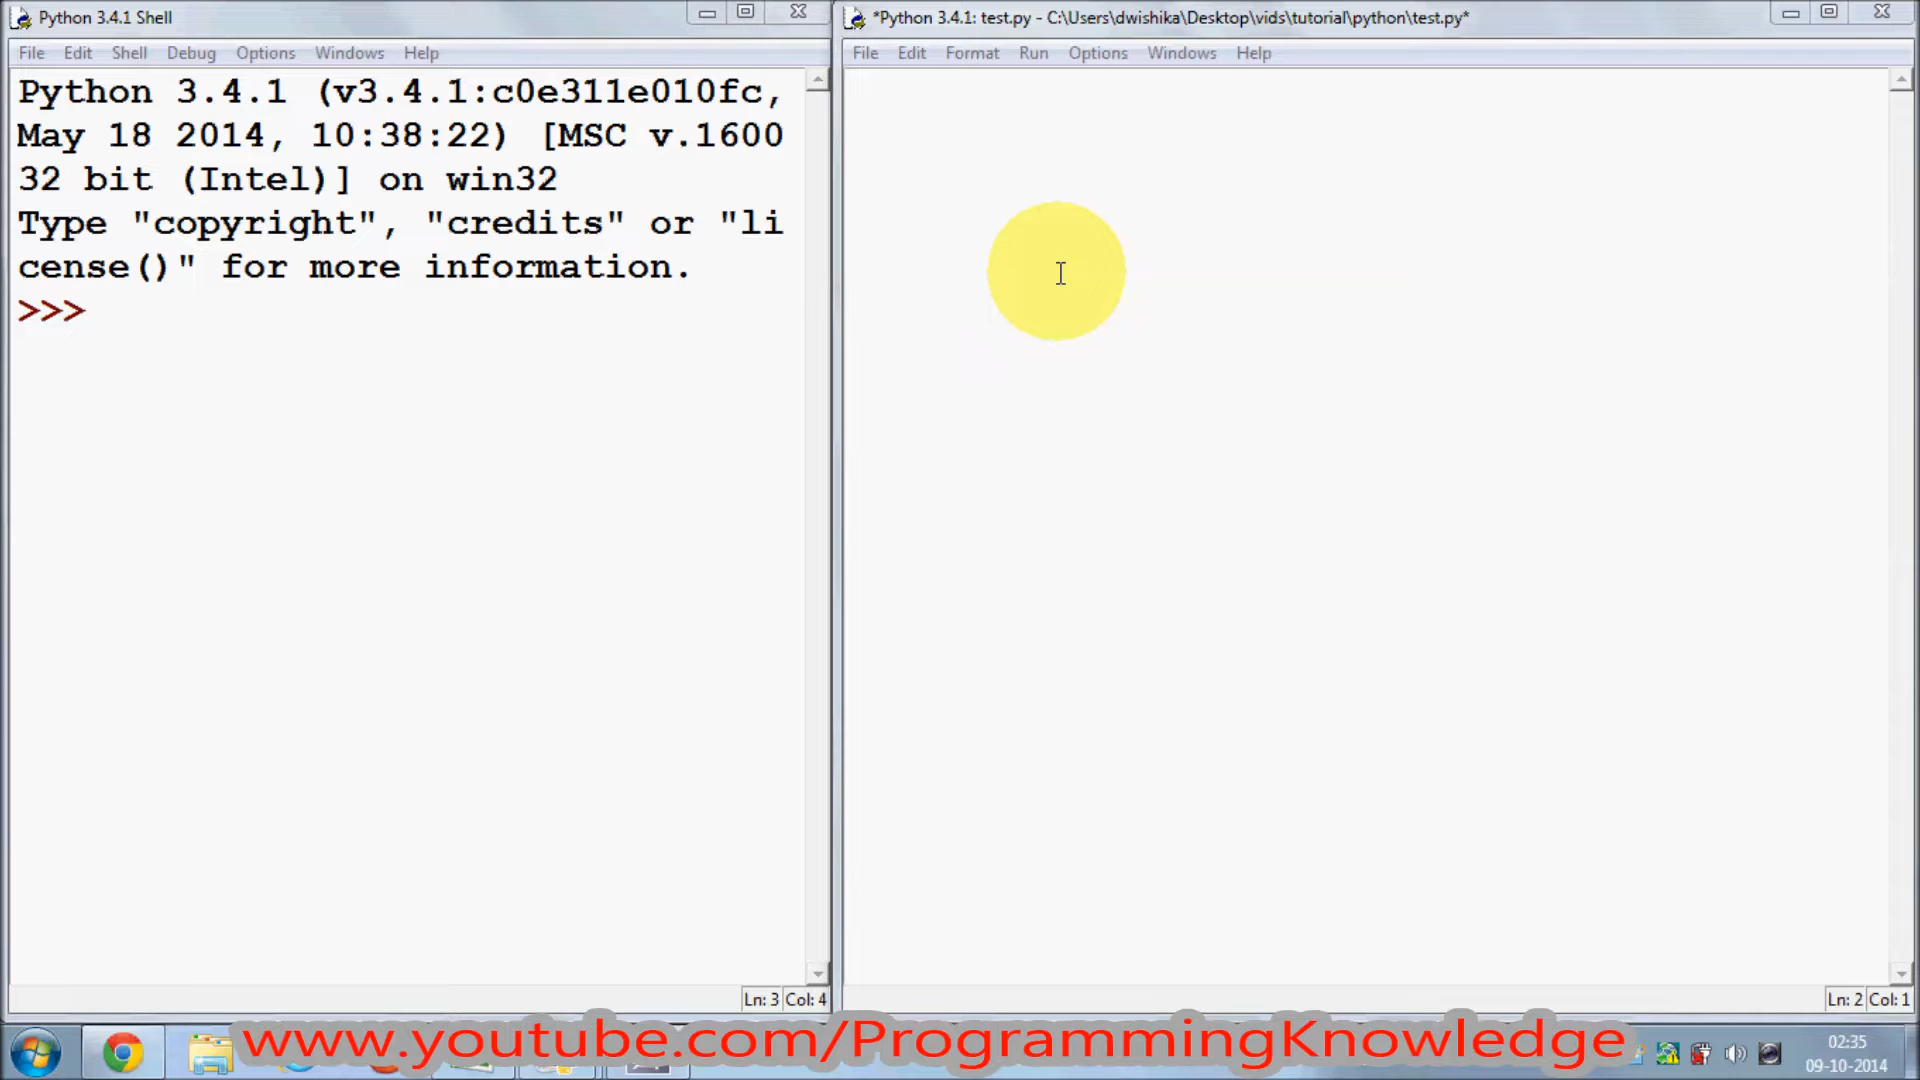 Python 3.4.1 Shell
File Edit Shell Debug Options Windows Help
Python 3.4.1 (v3.4.1:c0e311e010fc,
May 18 2014, 10:38:22) [MSC v.1600
32 bit (Intel)] on win32
Type "copyright", "credits" or "li
cense()" for more information.
>>>
Ln: 3 Col: 4
*Python 3.4.1: test.py - C:\Users\dwishika\Desktop\vids\tutorial\python\test.py*
File Edit Format Run Options Windows Help
Ln: 2 Col: 1
www.youtube.com/ProgrammingKnowledge
02:35
09-10-2014